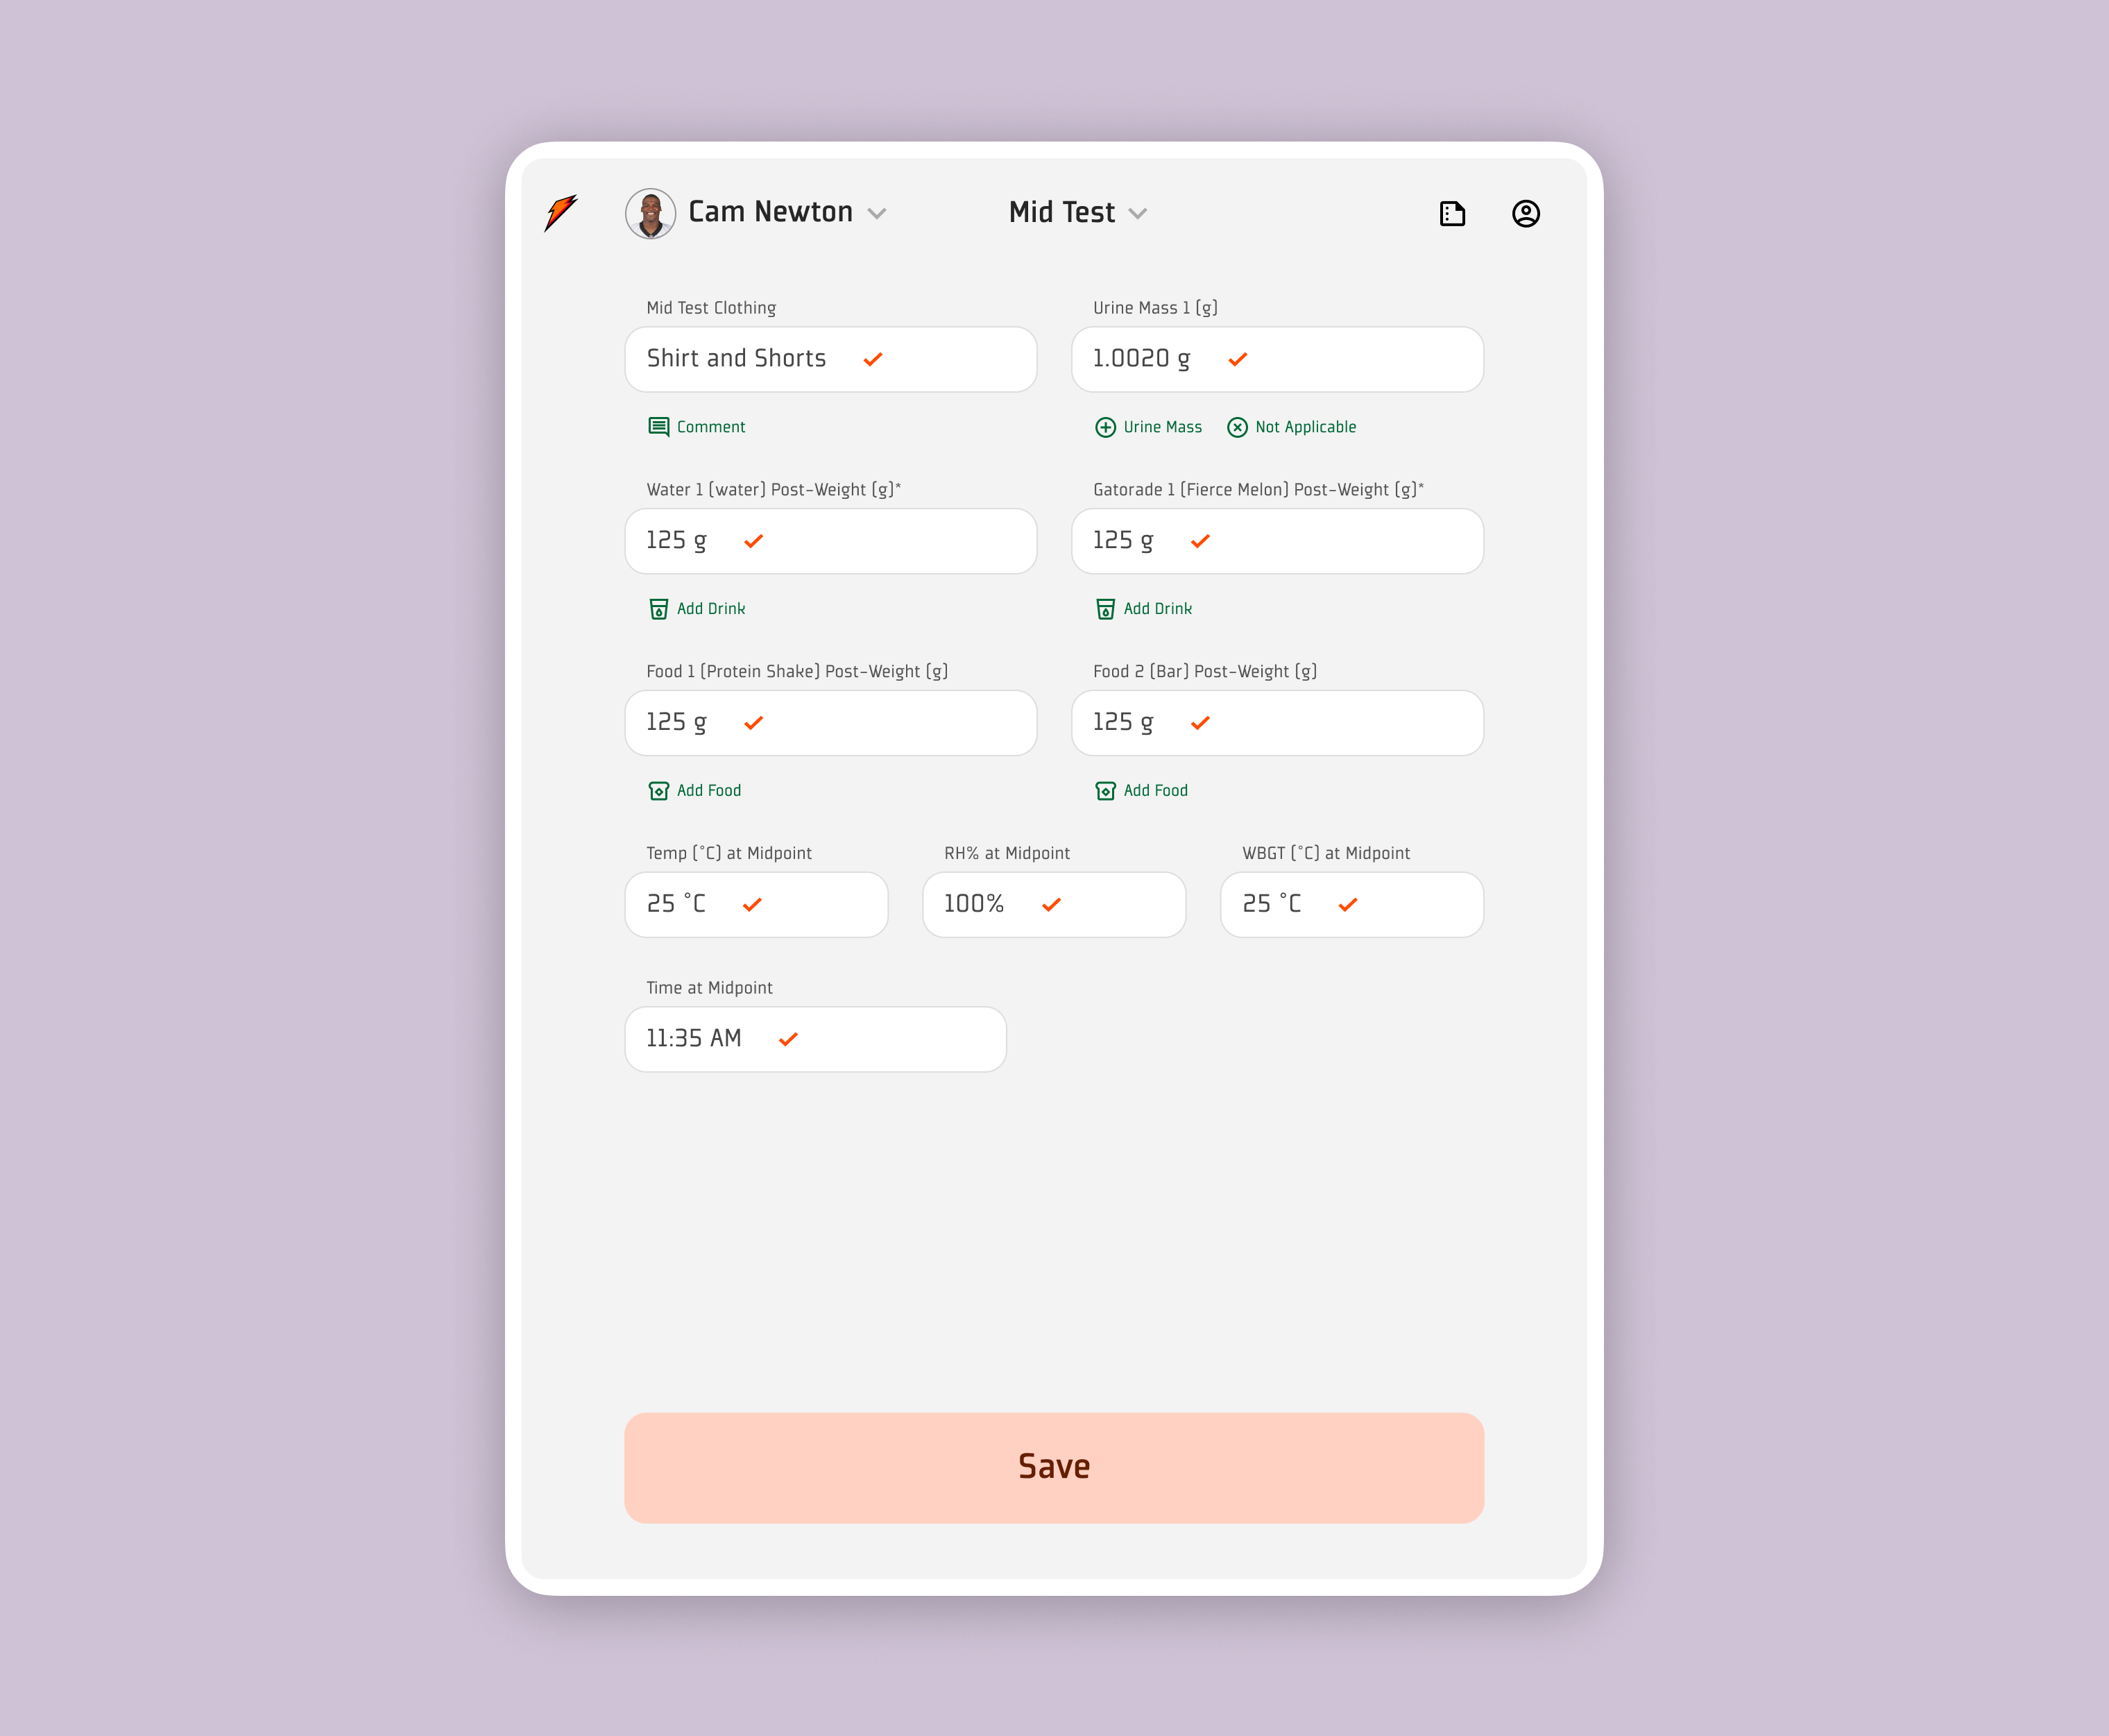 Cam Newton
Mid Test
Mid Test Clothing
Urine Mass 1 (g)
Shirt and Shorts
1.0020 g
Comment
Urine Mass
Not Applicable
Water 1 (water) Post-Weight (g)*
Gatorade 1 (Fierce Melon) Post-Weight (g)*
125 g
125 g
Add Drink
Add Drink
Food 1 (Protein Shake) Post-Weight (g)
Food 2 (Bar) Post-Weight (g)
125 g
125 g
Add Food
Add Food
Temp (°C) at Midpoint
RH% at Midpoint
WBGT (°C) at Midpoint
25 °C
100%
25 °C
Time at Midpoint
11:35 AM
Save